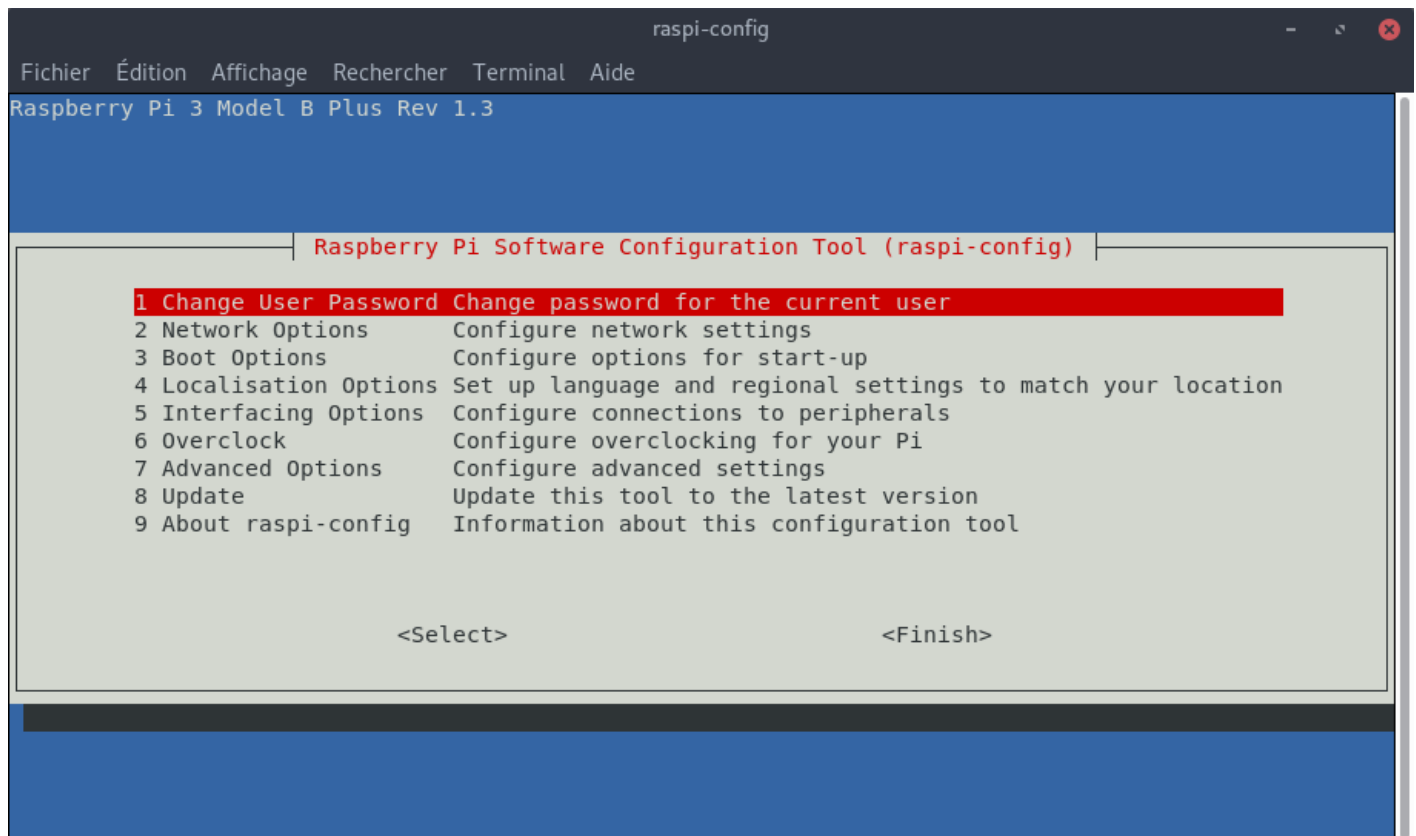 raspi-config
Fichier Édition Affichage Rechercher Terminal Aide
Raspberry Pi 3 Model B Plus Rev 1.3
Raspberry Pi Software Configuration Tool (raspi-config)
1 Change User Password Change password for the current user
2 Network Options Configure network settings
3 Boot Options Configure options for start-up
4 Localisation Options Set up language and regional settings to match your location
5 Interfacing Options Configure connections to peripherals
6 Overclock Configure overclocking for your Pi
7 Advanced Options Configure advanced settings
8 Update Update this tool to the latest version
9 About raspi-config Information about this configuration tool
<Select> <Finish>